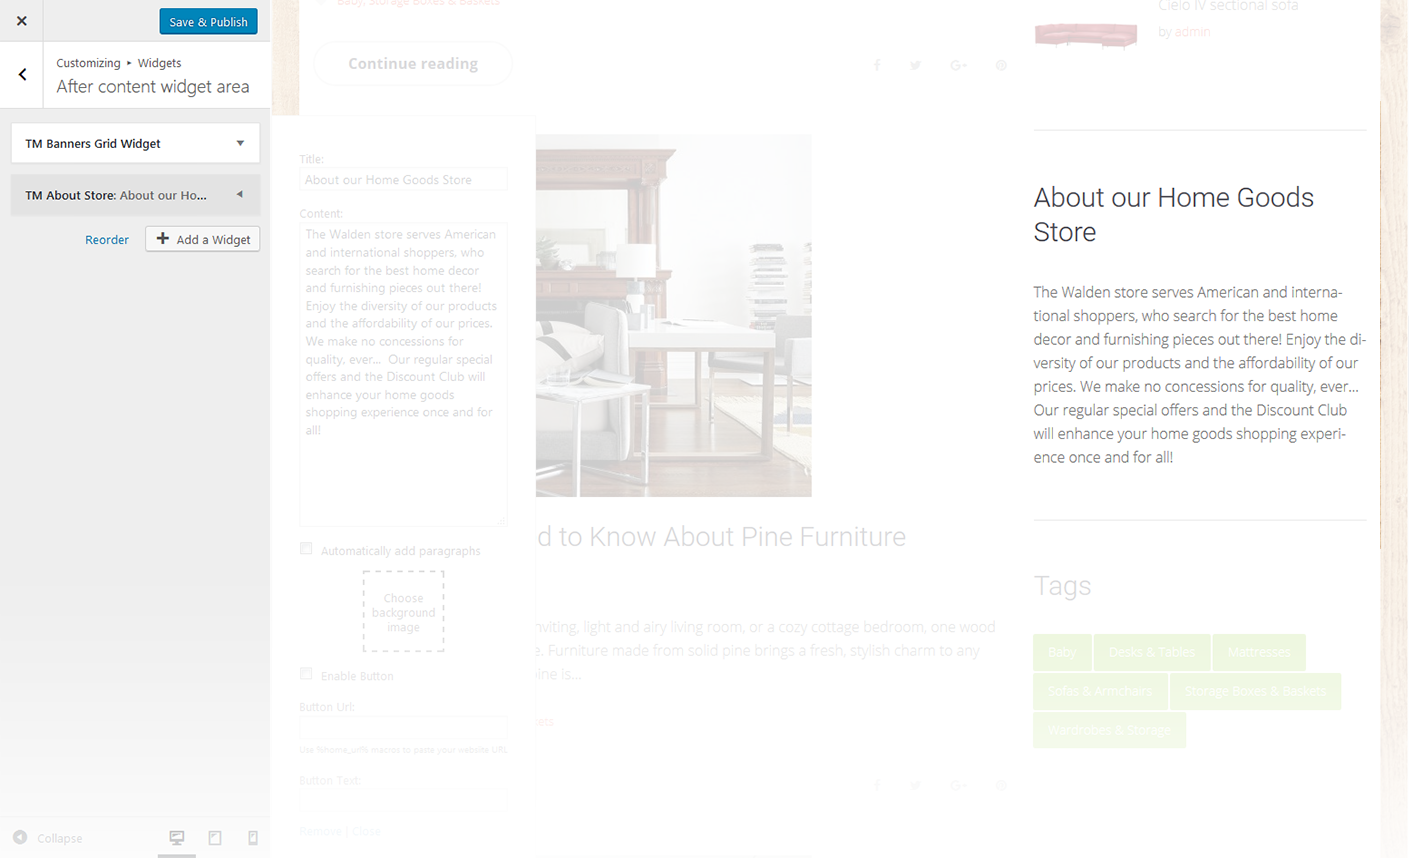 Save & Publish
Customizing ▸ Widgets
After content widget area
TM Banners Grid Widget
TM About Store: About our Ho...
Reorder
Add a Widget
Collapse
Baby, Storage Boxes & Baskets
Continue reading
Title:
About our Home Goods Store
Content:
The Walden store serves American
and international shoppers, who
search for the best home decor
and furnishing pieces out there!
Enjoy the diversity of our products
and the affordability of our prices.
We make no concessions for
quality, ever... Our regular special
offers and the Discount Club will
enhance your home goods
shopping experience once and for
all!
Automatically add paragraphs
Choose
background
image
Enable Button
Button Url:
Use %home_url% macros to paste your website URL
Button Text:
Remove | Close
d to Know About Pine Furniture
nviting, light and airy living room, or a cozy cottage bedroom, one wood
e. Furniture made from solid pine brings a fresh, stylish charm to any
ine is...
kets
Cielo IV sectional sofa
by admin
About our Home Goods
Store
The Walden store serves American and interna-
tional shoppers, who search for the best home
decor and furnishing pieces out there! Enjoy the di-
versity of our products and the affordability of our
prices. We make no concessions for quality, ever...
Our regular special offers and the Discount Club
will enhance your home goods shopping experi-
ence once and for all!
Tags
Baby
Desks & Tables
Mattresses
Sofas & Armchairs
Storage Boxes & Baskets
Wardrobes & Storage